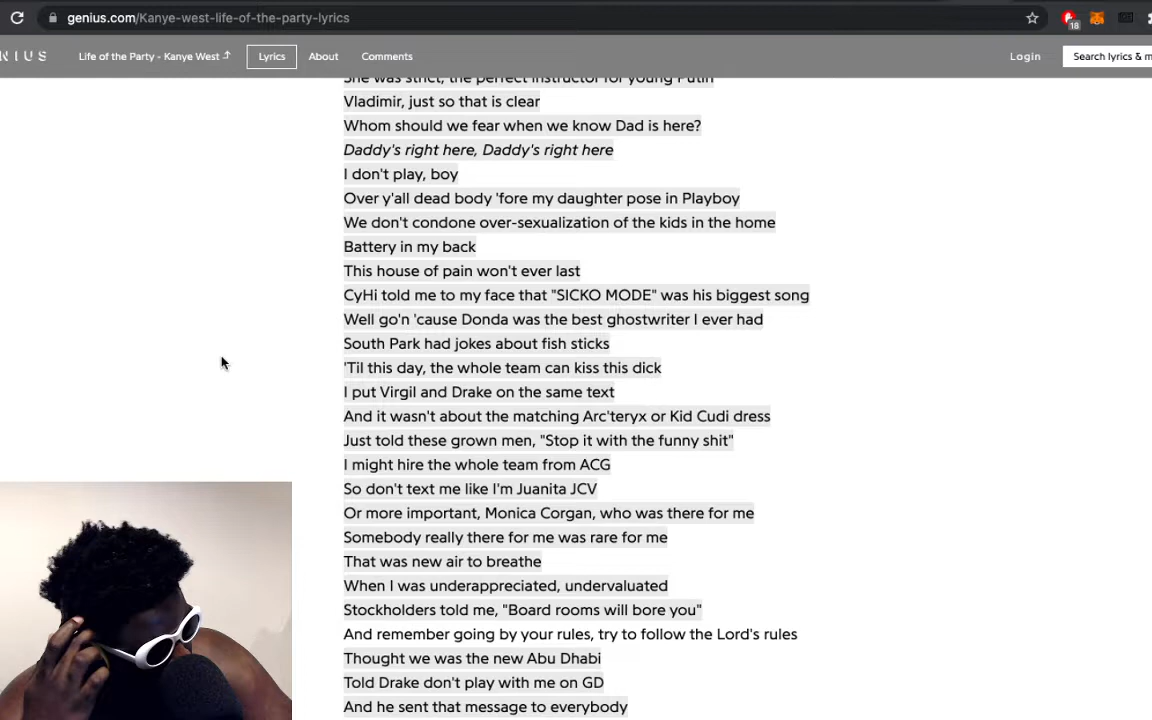 genius.com/Kanye-west-life-of-the-party-lyrics
18
NIUS
Life of the Party - Kanye West
Lyrics
About
Comments
Login
Search lyrics & m
She was strict, the perfect instructor for young Putin
Vladimir, just so that is clear
Whom should we fear when we know Dad is here?
Daddy's right here, Daddy's right here
I don't play, boy
Over y'all dead body 'fore my daughter pose in Playboy
We don't condone over-sexualization of the kids in the home
Battery in my back
This house of pain won't ever last
CyHi told me to my face that "SICKO MODE" was his biggest song
Well go'n 'cause Donda was the best ghostwriter I ever had
South Park had jokes about fish sticks
'Til this day, the whole team can kiss this dick
I put Virgil and Drake on the same text
And it wasn't about the matching Arc'teryx or Kid Cudi dress
Just told these grown men, "Stop it with the funny shit"
I might hire the whole team from ACG
So don't text me like I'm Juanita JCV
Or more important, Monica Corgan, who was there for me
Somebody really there for me was rare for me
That was new air to breathe
When I was underappreciated, undervaluated
Stockholders told me, "Board rooms will bore you"
And remember going by your rules, try to follow the Lord's rules
Thought we was the new Abu Dhabi
Told Drake don't play with me on GD
And he sent that message to everybody